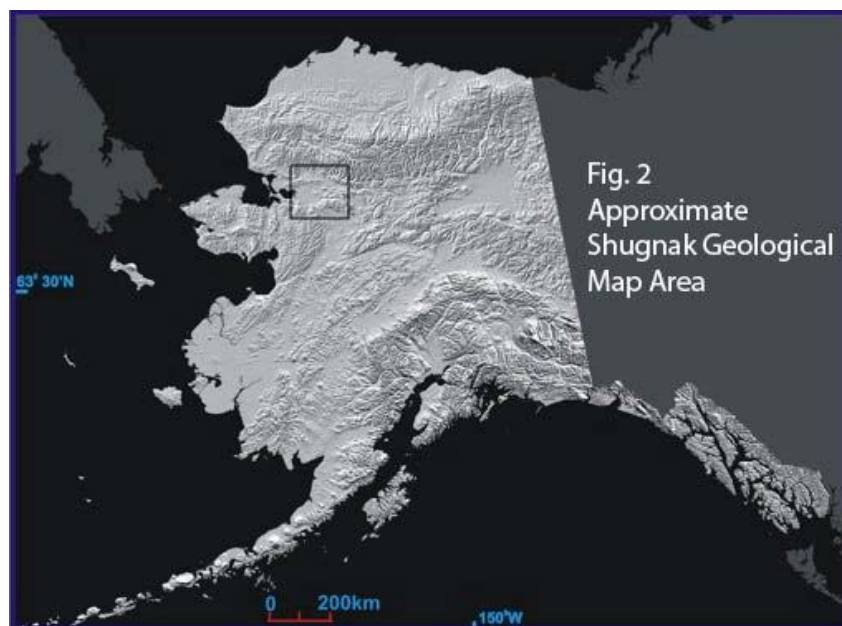 Fig. 2
Approximate
Shugnak Geological
Map Area
63° 30'N
0 200km
150°W